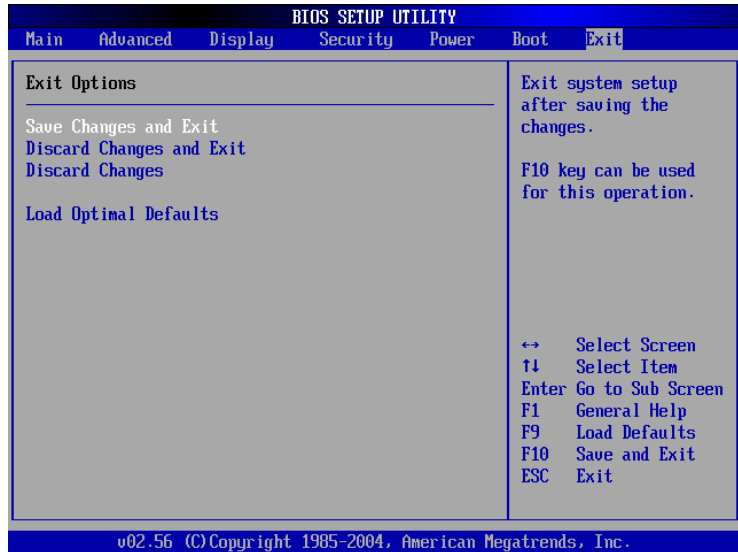 BIOS SETUP UTILITY
Main Advanced Display Security Power Boot Exit
Exit Options
Save Changes and Exit
Discard Changes and Exit
Discard Changes
Load Optimal Defaults
Exit system setup
after saving the
changes.
F10 key can be used
for this operation.
↔ Select Screen
↑↓ Select Item
Enter Go to Sub Screen
F1 General Help
F9 Load Defaults
F10 Save and Exit
ESC Exit
v02.56 (C)Copyright 1985-2004, American Megatrends, Inc.